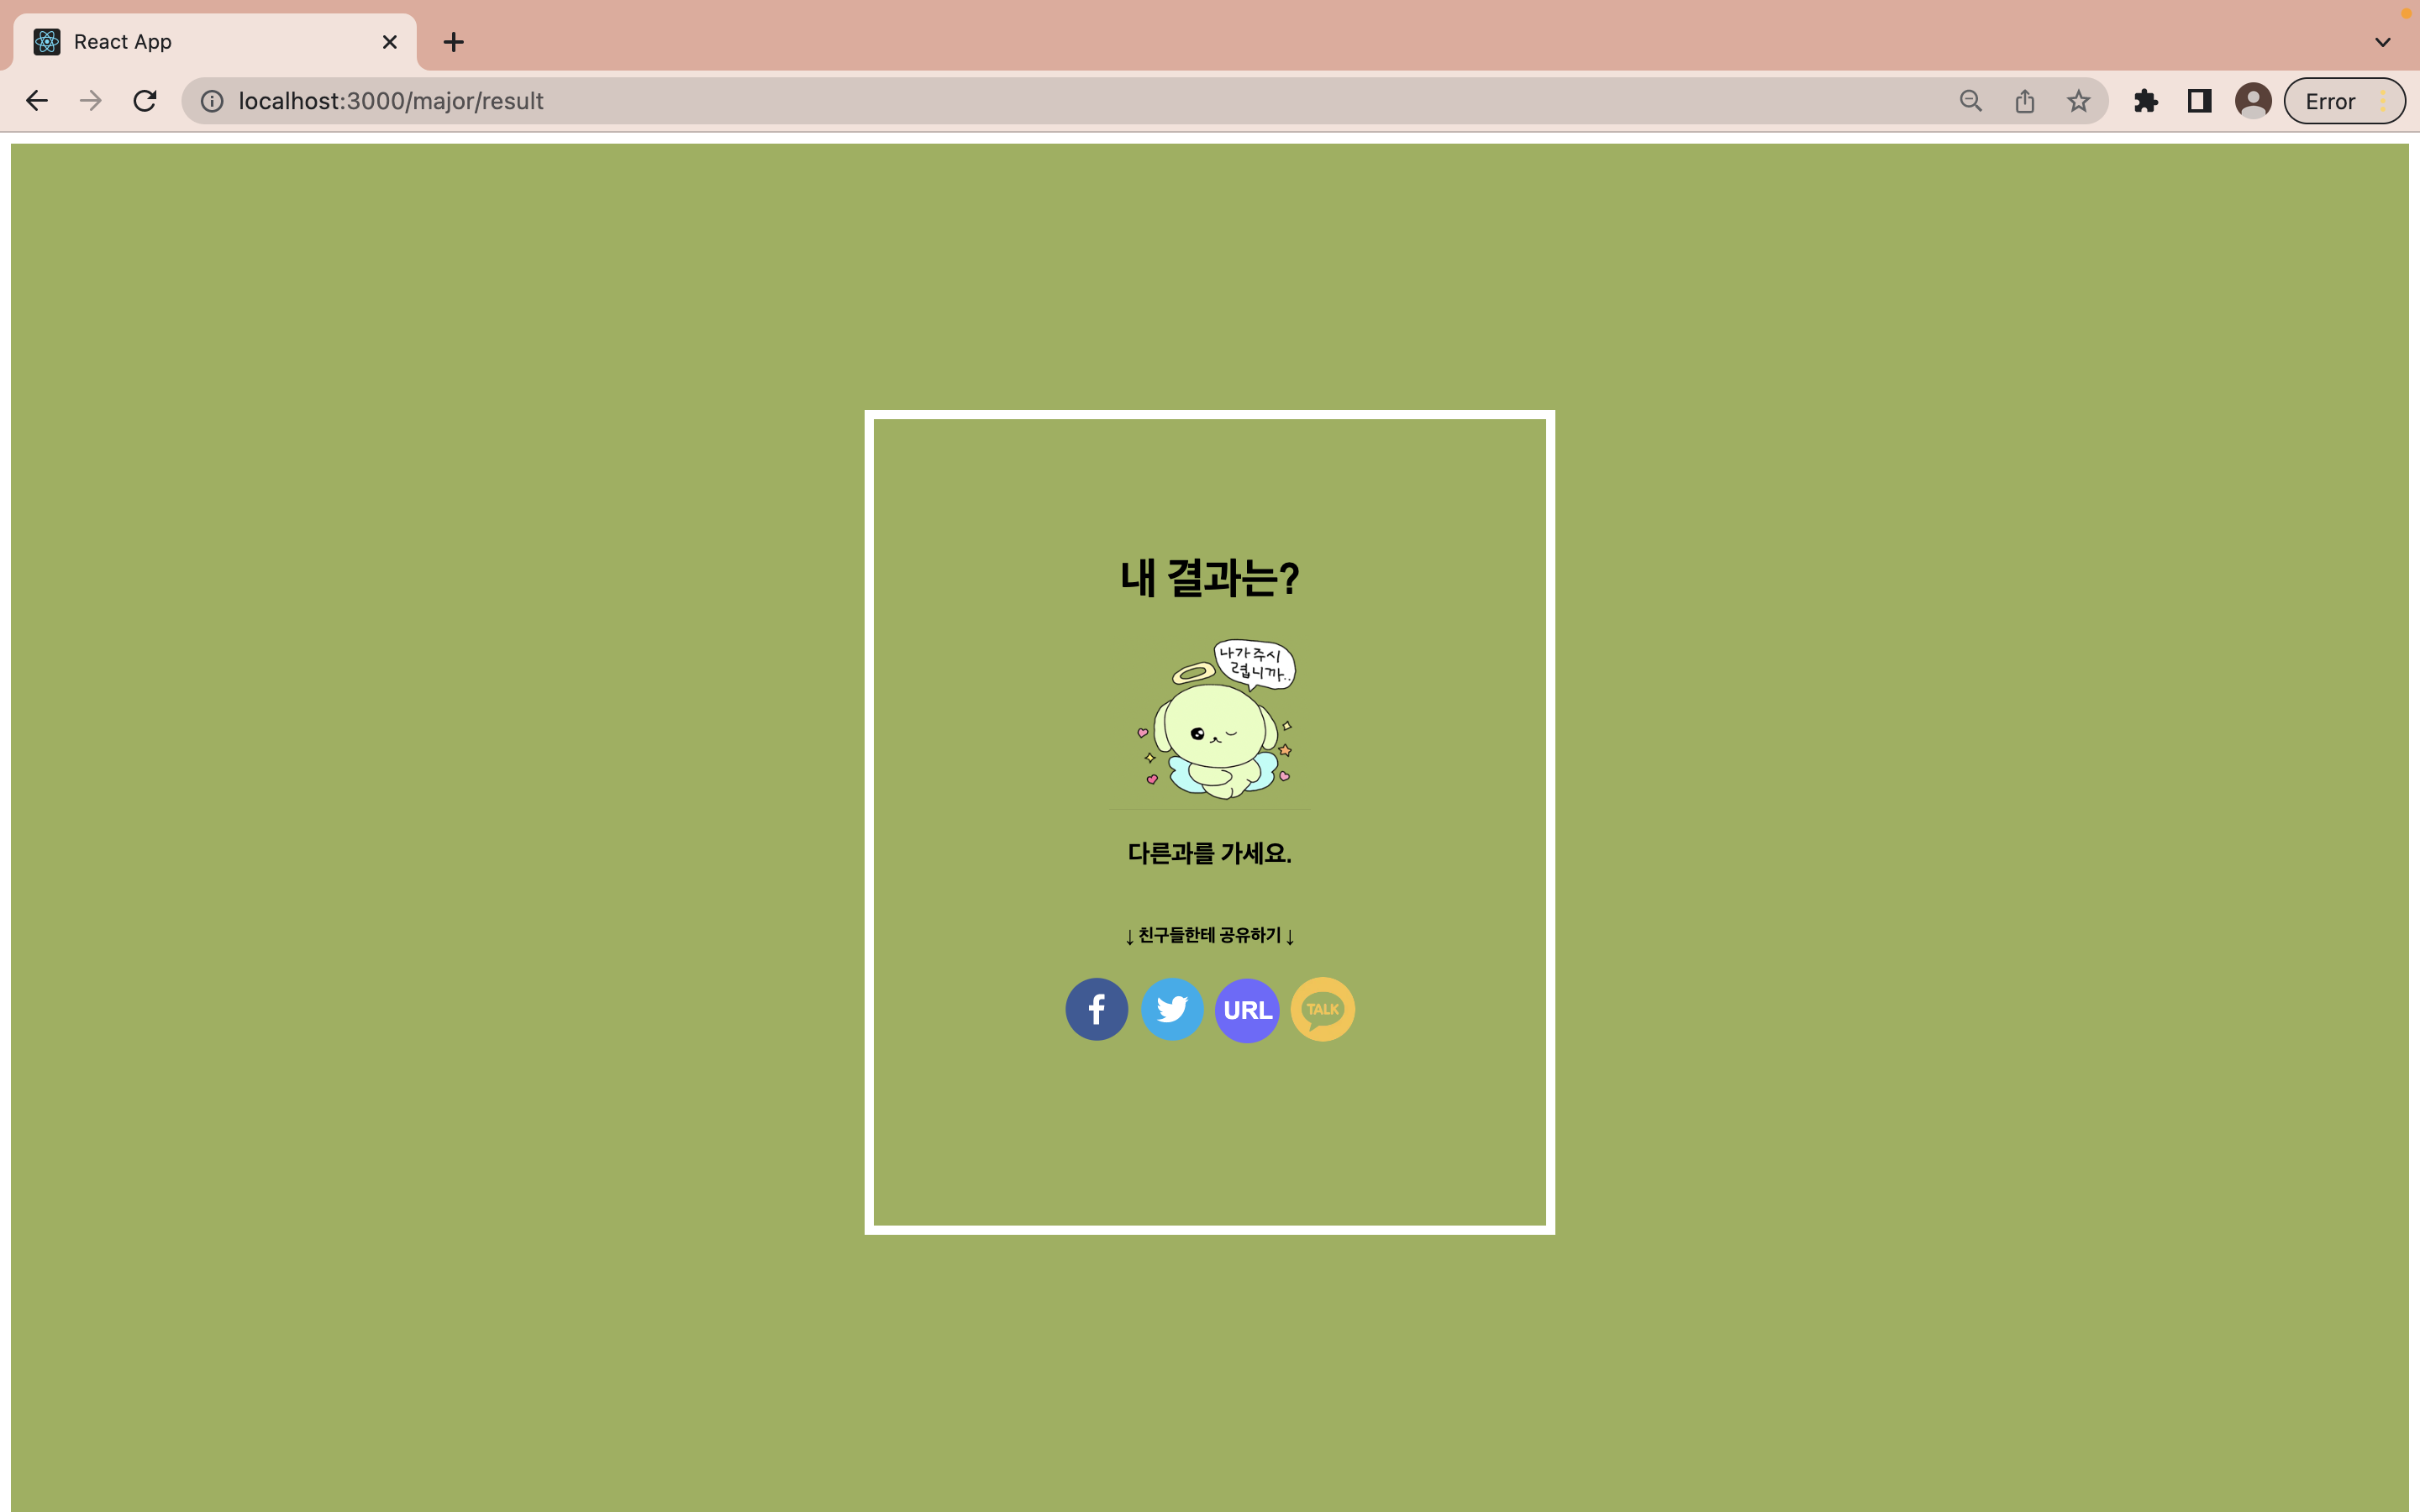 React App
localhost:3000/major/result
Error
내 결과는?
나가 주시
렵니까..
다른과를 가세요.
↓ 친구들한테 공유하기 ↓
f
URL
TALK